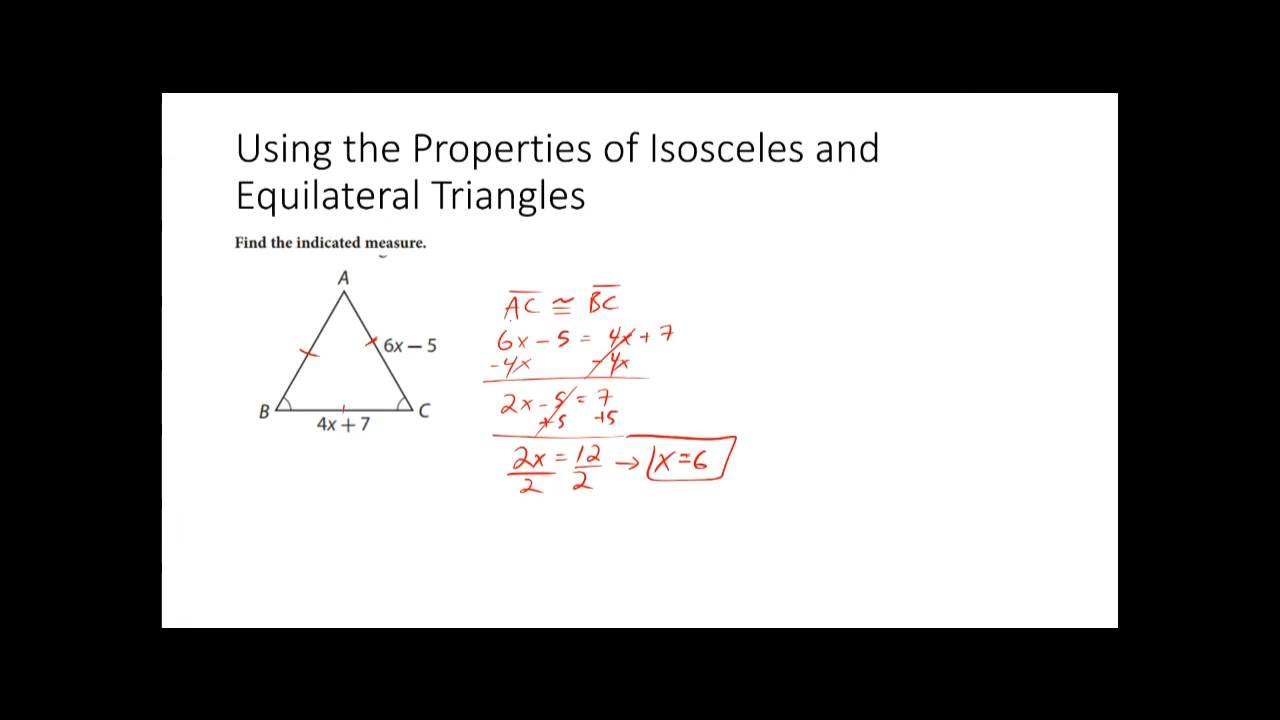 Using the Properties of Isosceles and
Equilateral Triangles
Find the indicated measure.
A
6x – 5
B
C
4x + 7
AC ≅ BC
6x – 5 = 4x + 7
-4x -4x
2x - 5 = 7
+5 +5
2x = 12 → x = 6
2 2